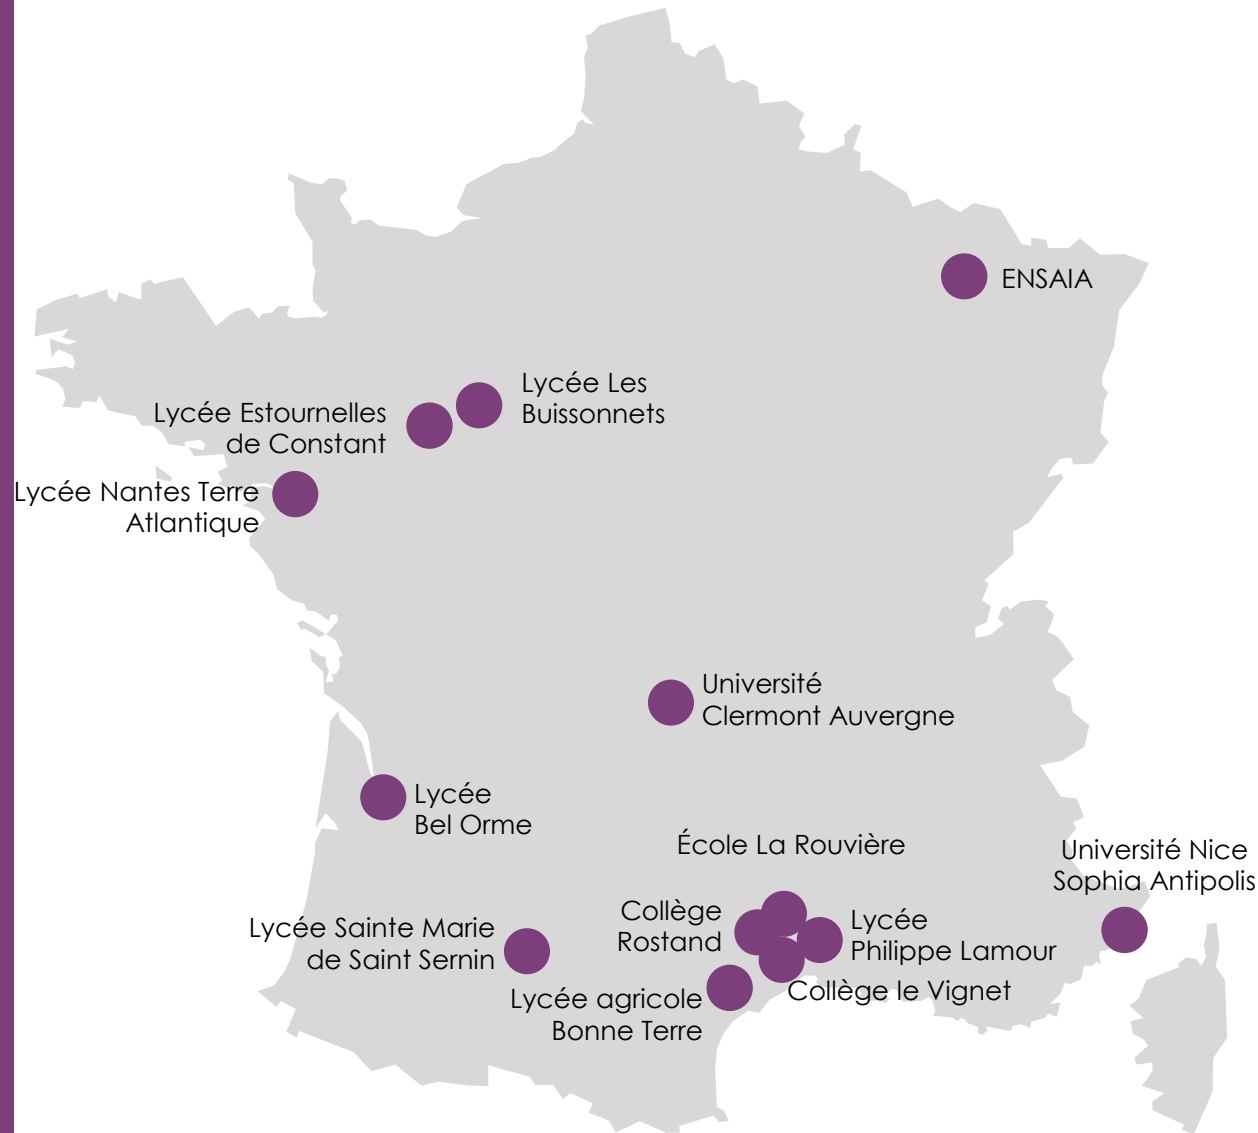 ENSAIA
Lycée Les
Buissonnets
Lycée Estournelles
de Constant
Lycée Nantes Terre
Atlantique
Université
Clermont Auvergne
Lycée
Bel Orme
École La Rouvière
Université Nice
Sophia Antipolis
Collège
Rostand
Lycée
Philippe Lamour
Lycée Sainte Marie
de Saint Sernin
Collège le Vignet
Lycée agricole
Bonne Terre